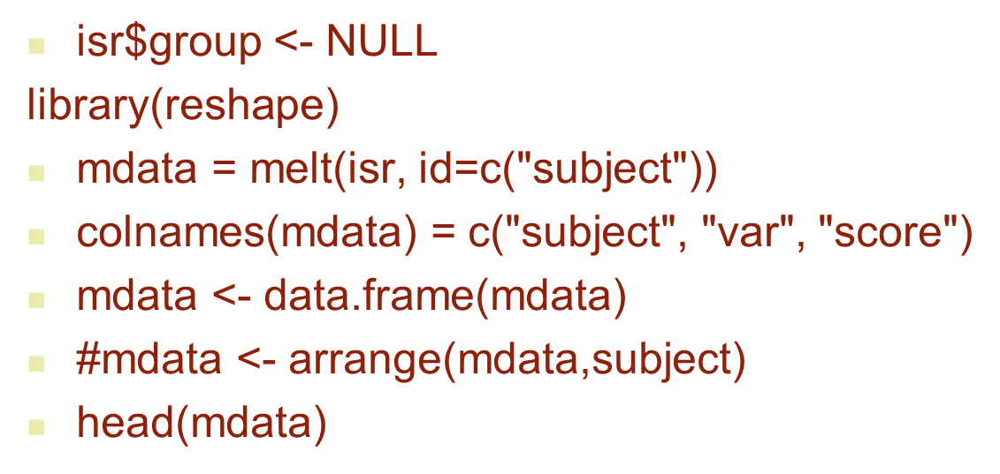 isr$group <- NULL
library(reshape)
mdata = melt(isr, id=c("subject"))
colnames(mdata) = c("subject", "var", "score")
mdata <- data.frame(mdata)
#mdata <- arrange(mdata,subject)
head(mdata)